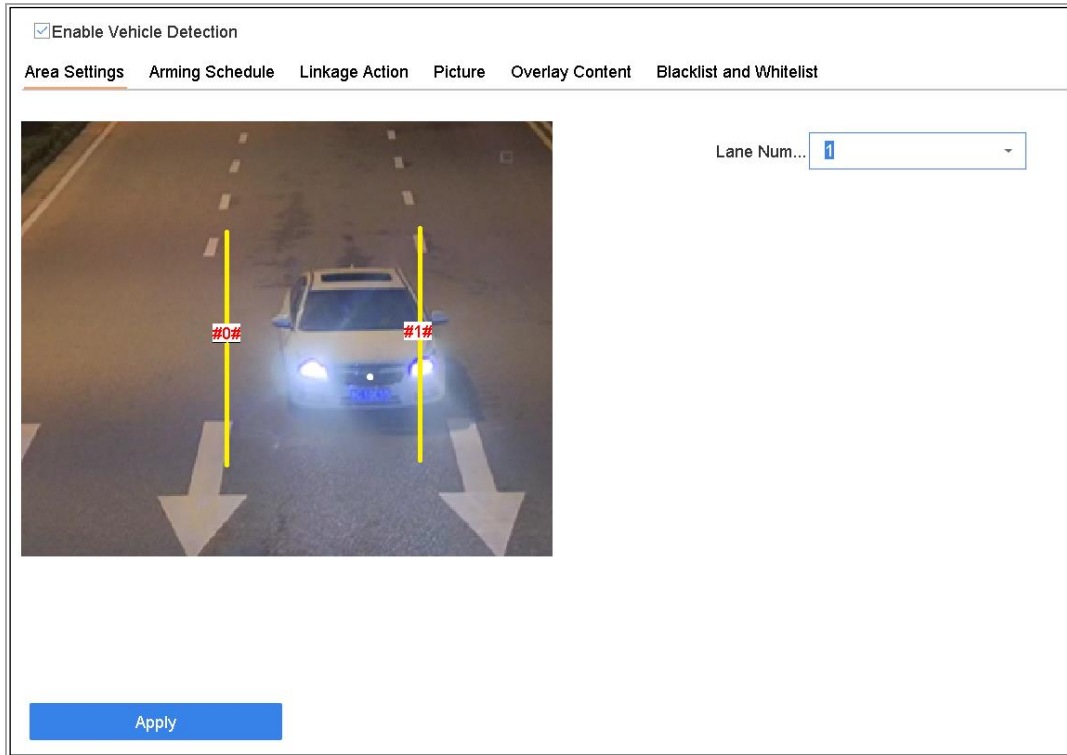 Enable Vehicle Detection
Area Settings Arming Schedule Linkage Action Picture Overlay Content Blacklist and Whitelist
Lane Num... 1
#0# #1#
Apply